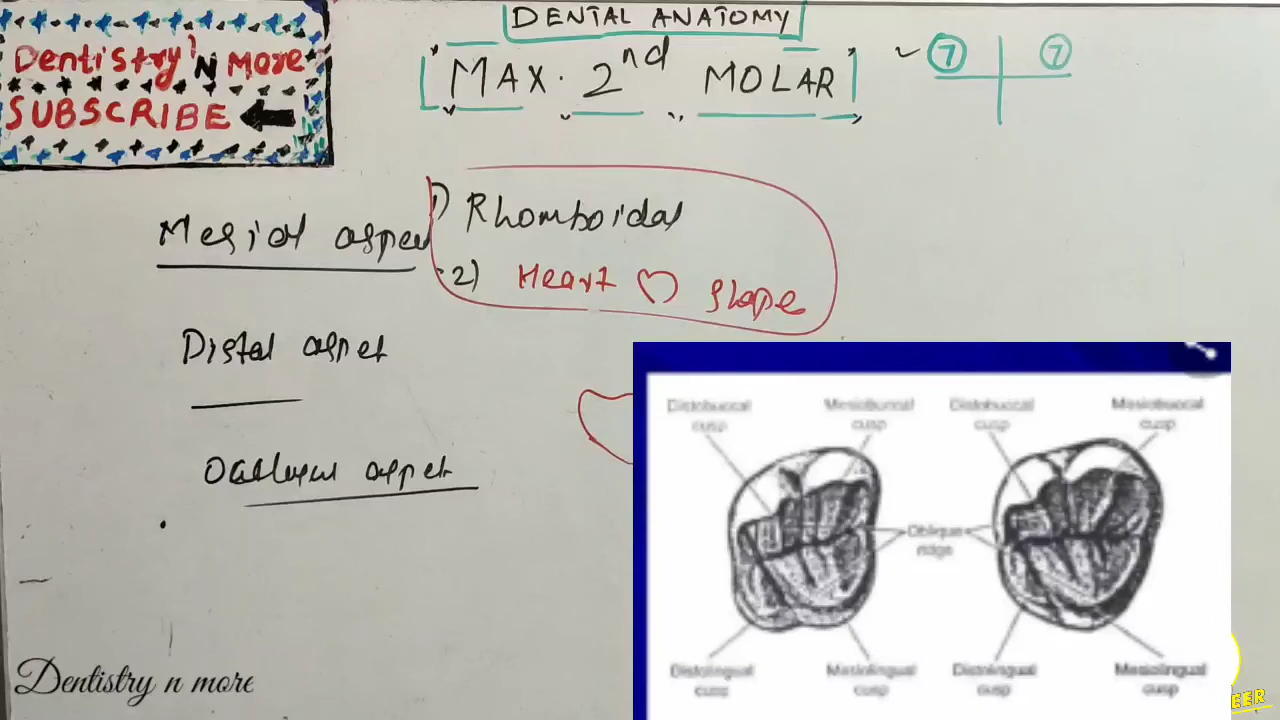 DENTAL ANATOMY
Dentistry 'N More
SUBSCRIBE
MAX. 2nd MOLAR
7 7
Mesial aspect
1) Rhomboidal
2) Heart shape
Distal aspect
Occlusal aspect
Distobuccal cusp
Mesiobuccal cusp
Distobuccal cusp
Mesiobuccal cusp
Oblique ridge
Distolingual cusp
Mesiolingual cusp
Distolingual cusp
Mesiolingual cusp
Dentistry n more